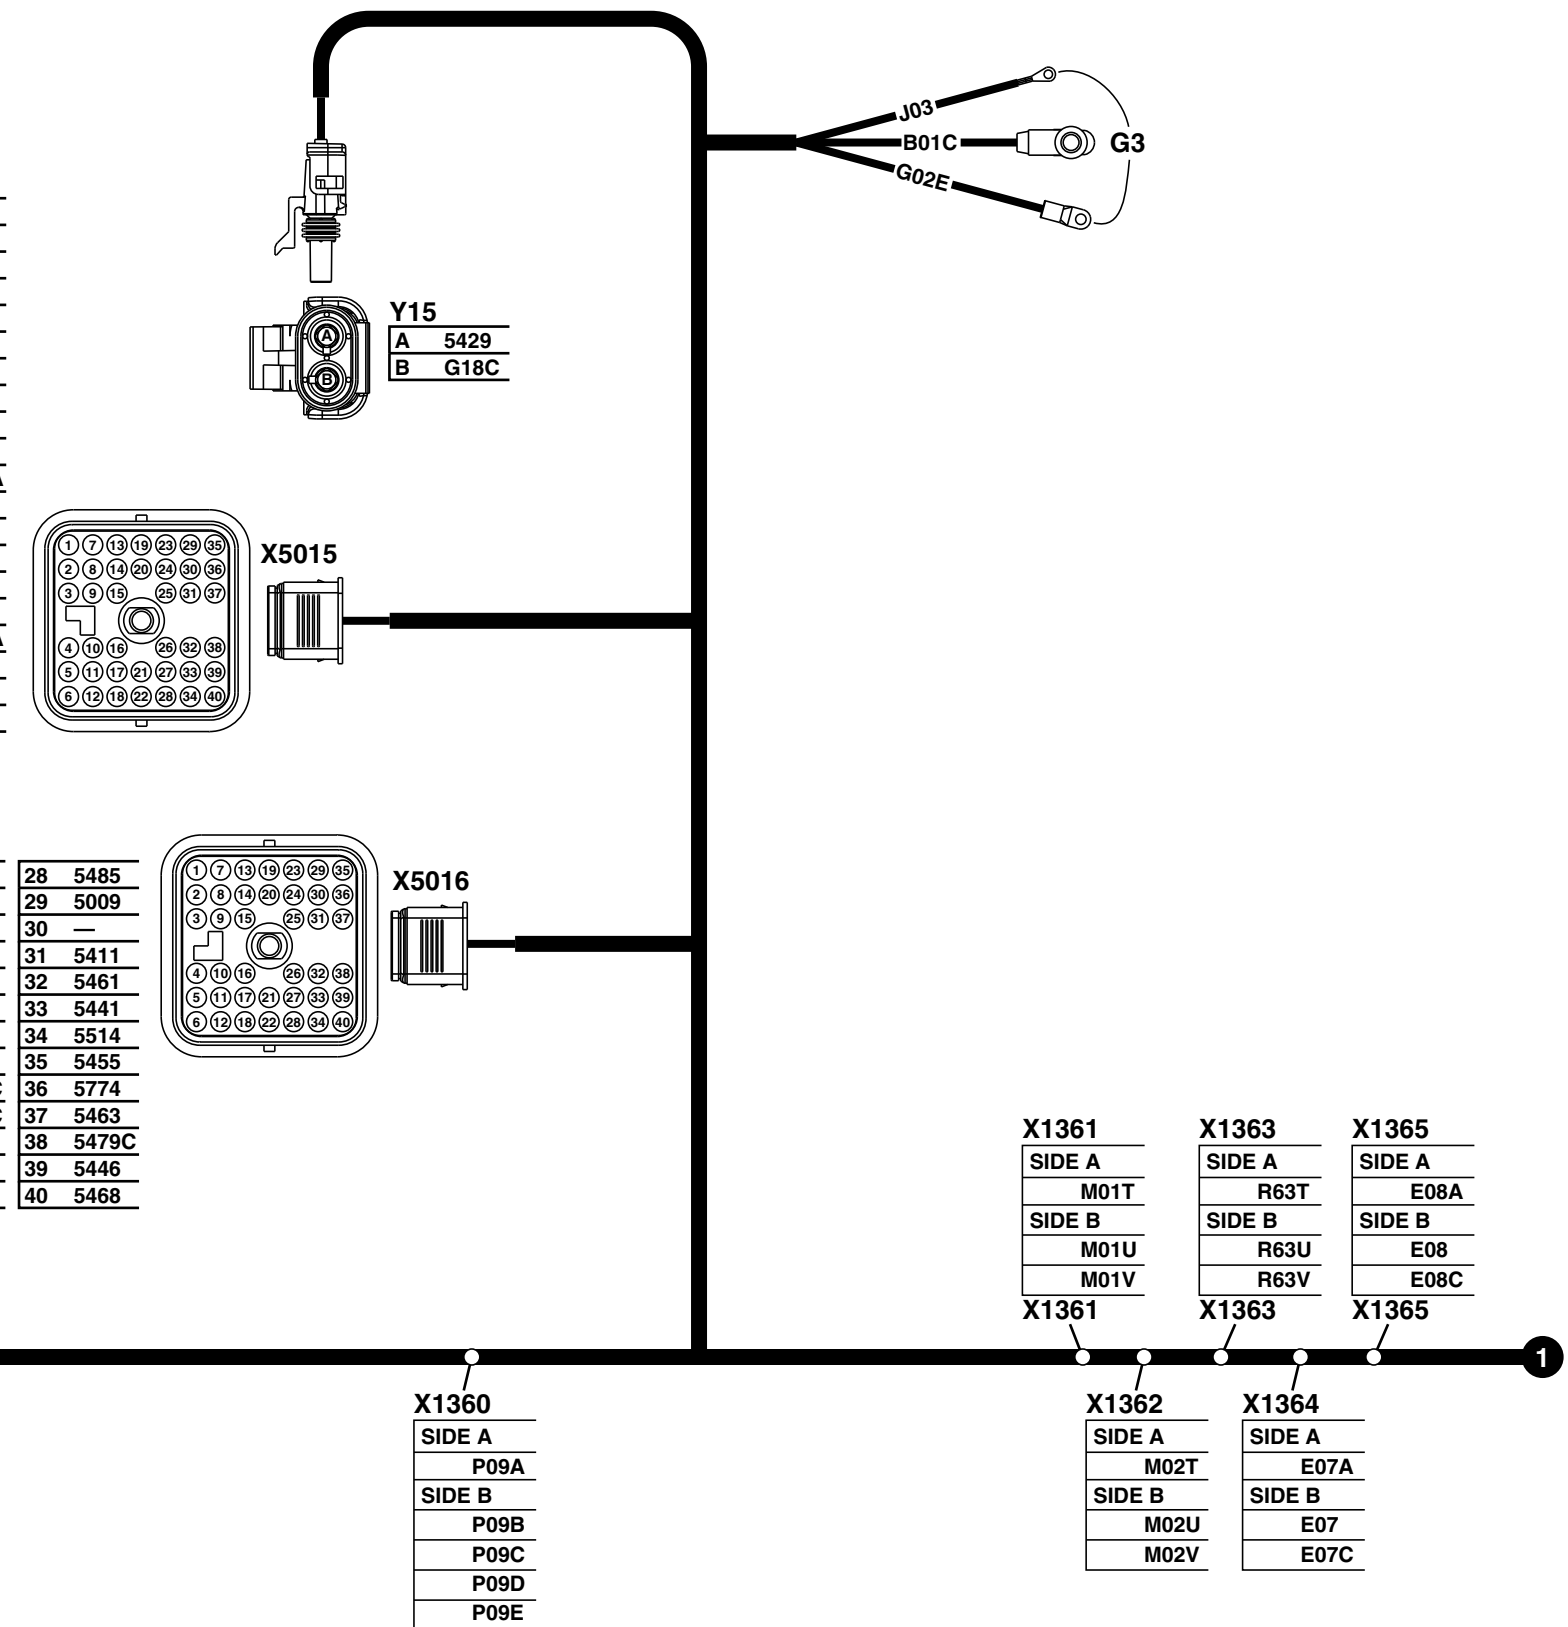 J03
B01C
G3
G02E
Y15
A 5429
B G18C
A
B
X5015
1 7 13 19 23 29 35
2 8 14 20 24 30 36
3 9 15 25 31 37
4 10 16 26 32 38
5 11 17 21 27 33 39
6 12 18 22 28 34 40
X5016
1 7 13 19 23 29 35
2 8 14 20 24 30 36
3 9 15 25 31 37
4 10 16 26 32 38
5 11 17 21 27 33 39
6 12 18 22 28 34 40
28 5485
29 5009
30 —
31 5411
32 5461
33 5441
34 5514
35 5455
36 5774
37 5463
38 5479C
39 5446
40 5468
X1361
SIDE A
M01T
SIDE B
M01U
M01V
X1361
X1363
SIDE A
R63T
SIDE B
R63U
R63V
X1363
X1365
SIDE A
E08A
SIDE B
E08
E08C
X1365
1
X1360
SIDE A
P09A
SIDE B
P09B
P09C
P09D
P09E
X1362
SIDE A
M02T
SIDE B
M02U
M02V
X1364
SIDE A
E07A
SIDE B
E07
E07C